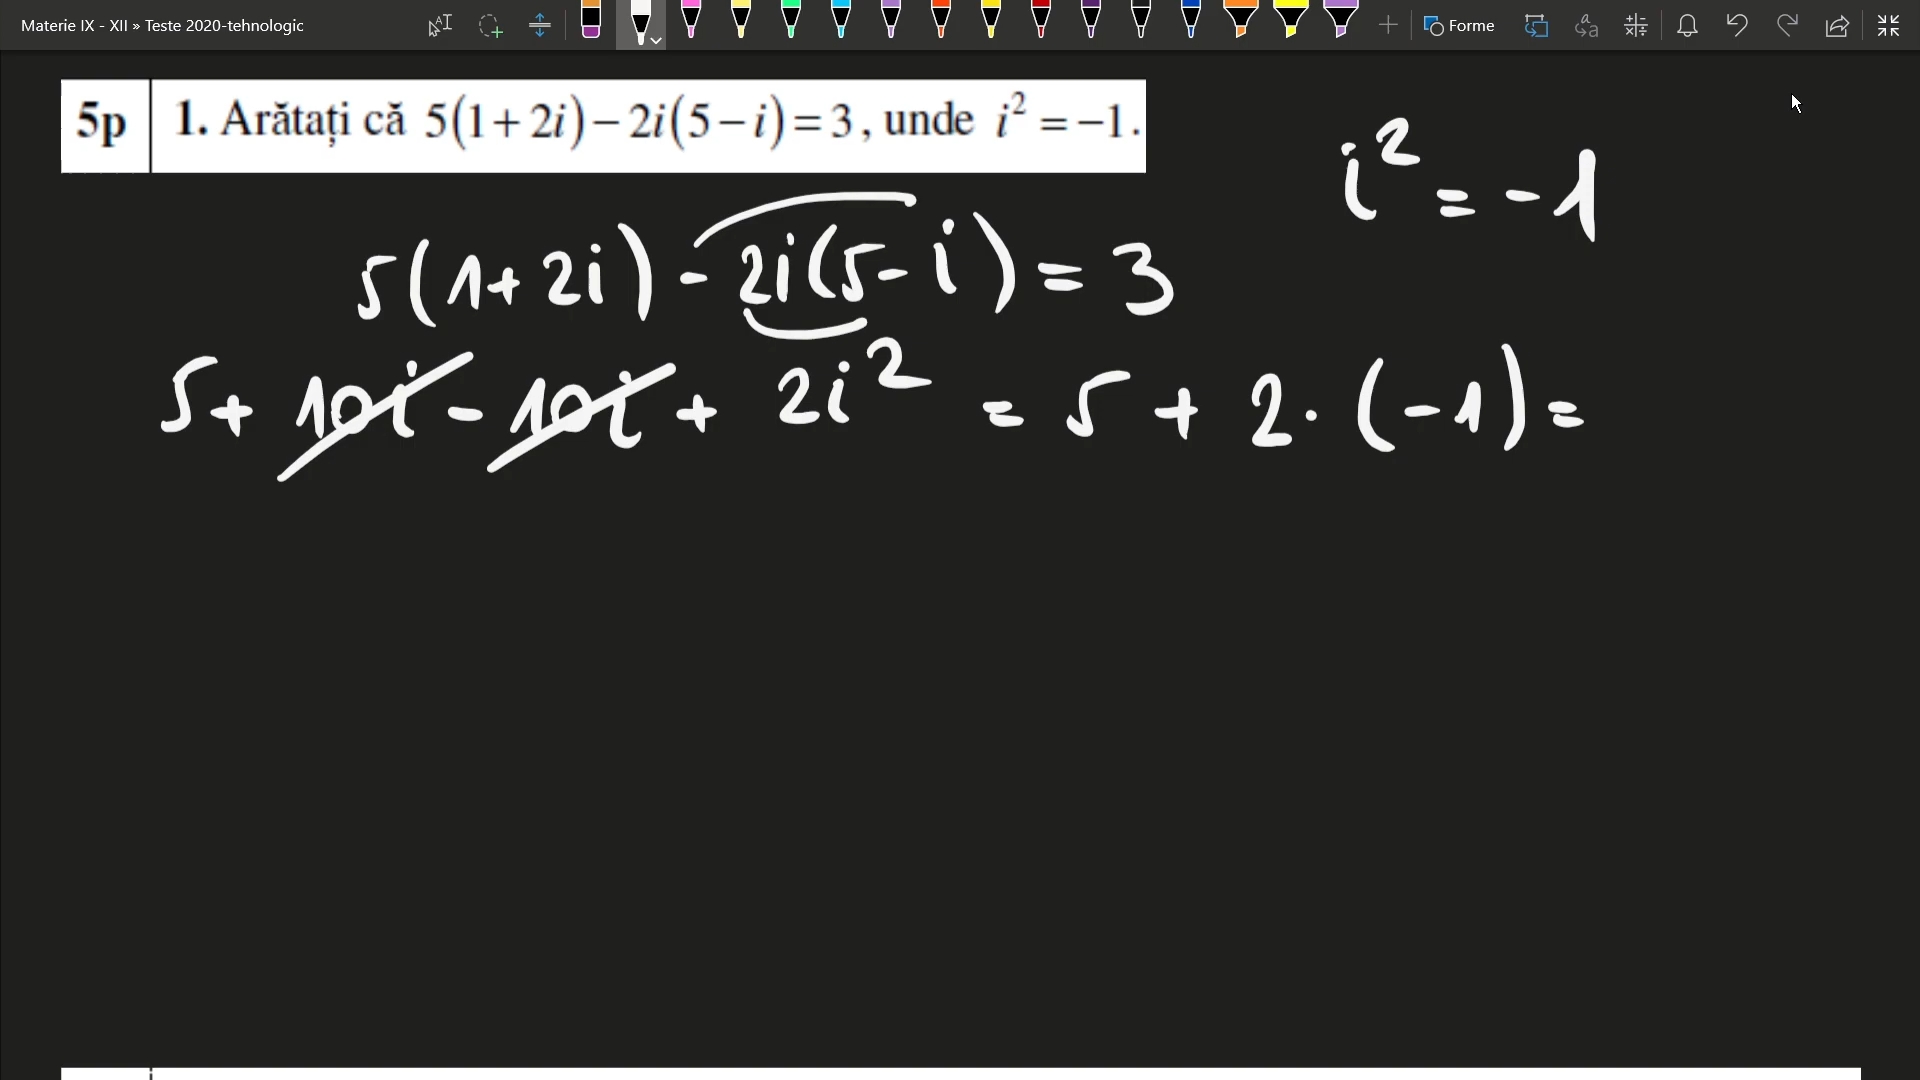 Materie IX - XII » Teste 2020-tehnologic
Forme
5p 1. Arătați că 5(1+2i)−2i(5−i)=3, unde i²=−1.
i² = -1
5(1+2i) - 2i(5-i) = 3
5+ 10i - 10i + 2i² = 5 + 2·(-1)=